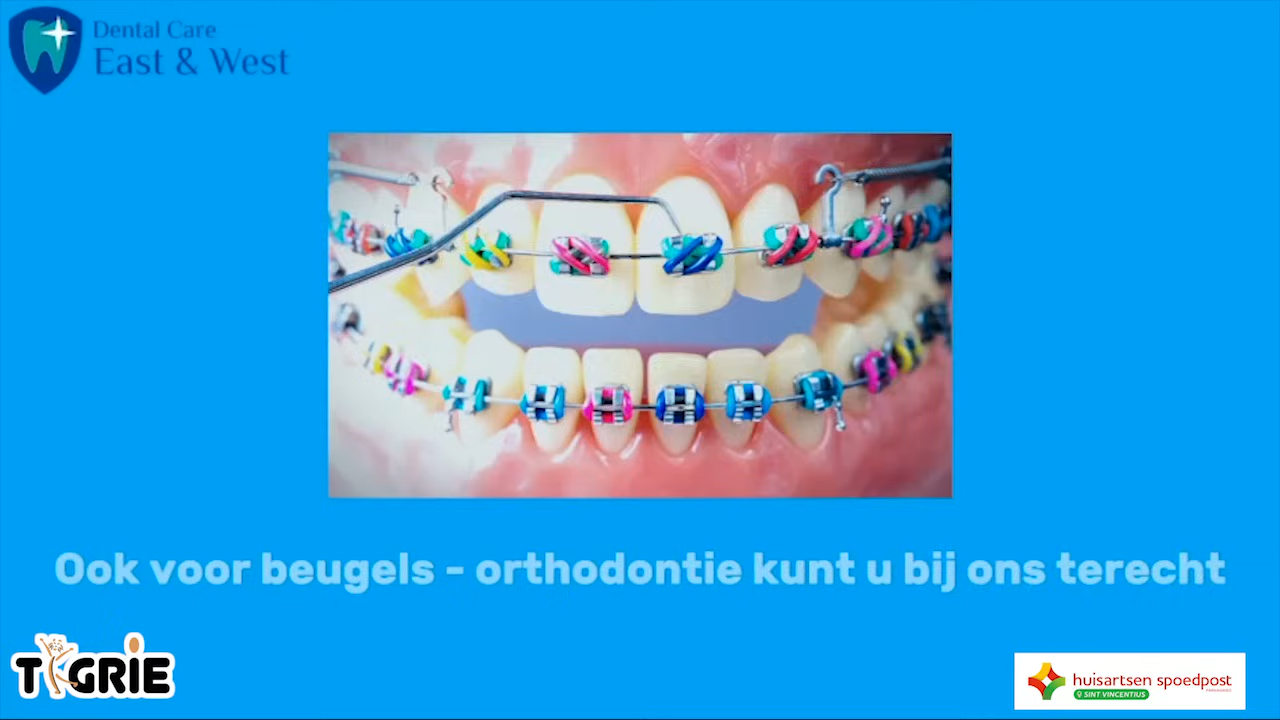 Dental Care
East & West
Ook voor beugels - orthodontie kunt u bij ons terecht
TIGRIE
huisartsen spoedpost
SINT VINCENTIUS